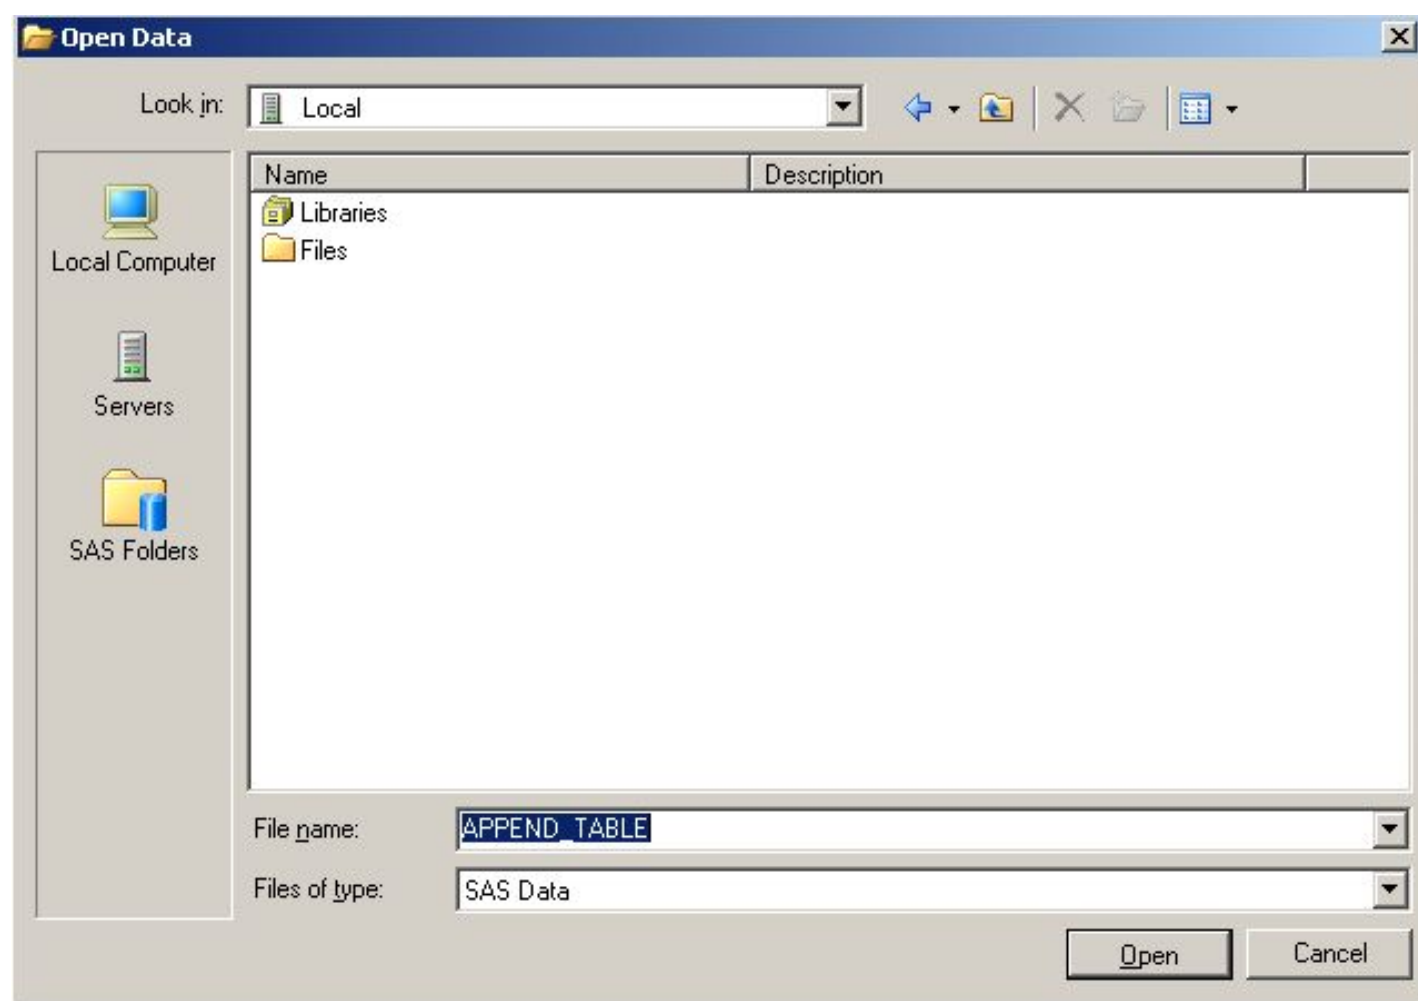 Open Data
Look in: Local
Name Description
Libraries
Files
Local Computer
Servers
SAS Folders
File name: APPEND_TABLE
Files of type: SAS Data
Open Cancel